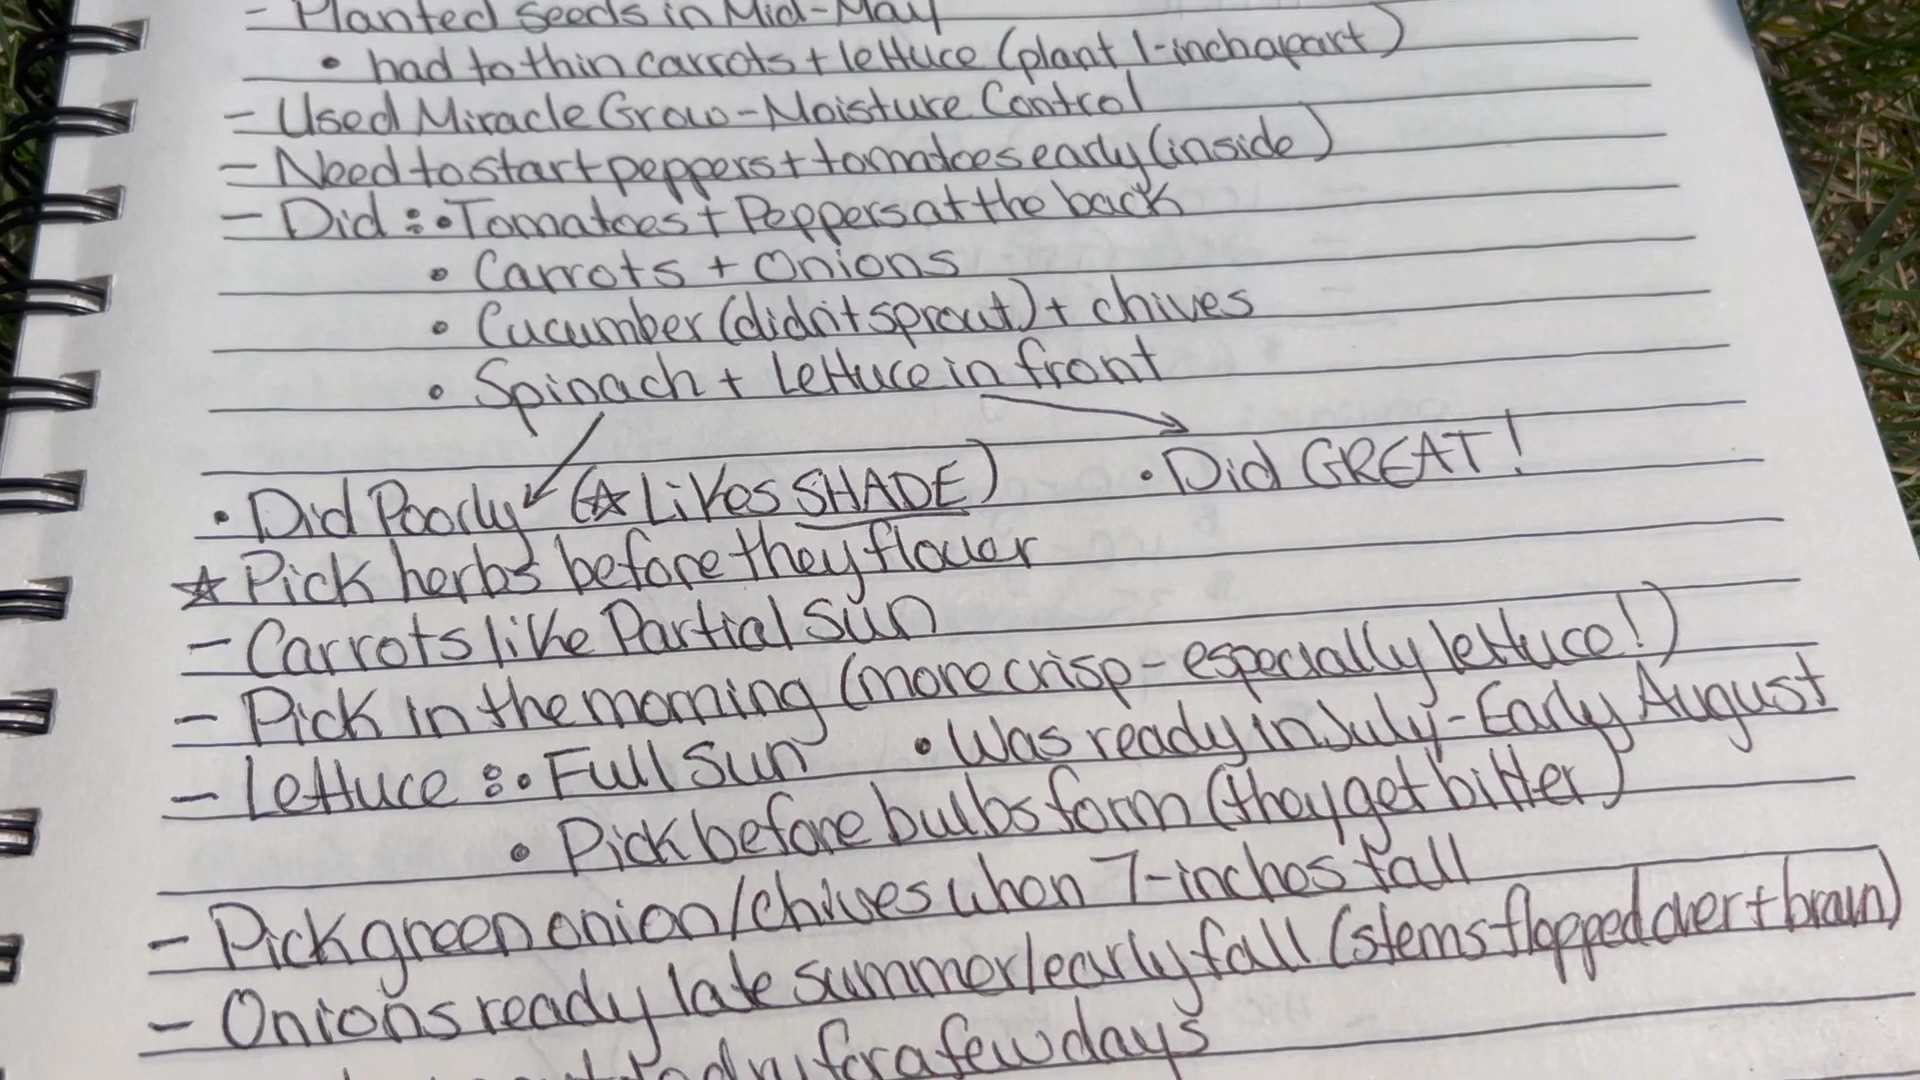 - Planted Seeds in Mid-May
• had to thin carrots + lettuce (plant 1-inch apart)
- Used Miracle Grow - Moisture Control
- Need to start peppers + tomatoes early (inside)
- Did : • Tomatoes + Peppers at the back
• Carrots + Onions
• Cucumber (didn't sprout) + chives
• Spinach + Lettuce in front
• Did Poorly (☆ Likes SHADE) • Did GREAT!
☆ Pick herbs before they flower
- Carrots like Partial Sun
- Pick in the morning (more crisp - especially lettuce!)
- Lettuce : • Full Sun • Was ready in July - Early August
• Pick before bulbs form (they get bitter)
- Pick green onion/chives when 7-inches tall
- Onions ready late summer/early fall (stems flopped over + brown)
to dry for a few days